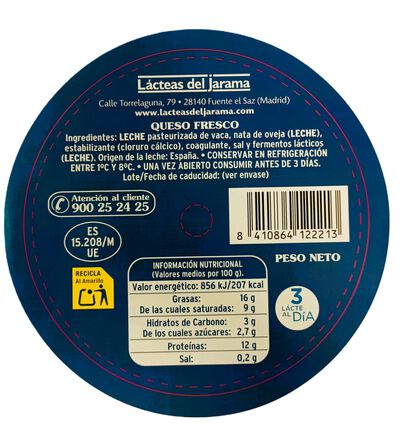 Lácteas del Jarama
Calle Torrelaguna, 79 • 28140 Fuente el Saz (Madrid)
• www.lacteasdeljarama.com •
QUESO FRESCO
Ingredientes: LECHE pasteurizada de vaca, nata de oveja (LECHE),
estabilizante (cloruro cálcico), coagulante, sal y fermentos lácticos
(LECHE). Origen de la leche: España. • CONSERVAR EN REFRIGERACIÓN
ENTRE 1ºC Y 8ºC. • UNA VEZ ABIERTO CONSUMIR ANTES DE 3 DÍAS.
Lote/Fecha de caducidad: (ver envase)
Atención al cliente
900 25 24 25
8 410864 122213
ES
15.208/M
UE
PESO NETO
RECICLA
Al Amarillo
INFORMACIÓN NUTRICIONAL
(Valores medios por 100 g).
Valor energético: 856 kJ/207 kcal
Grasas: 16 g
De las cuales saturadas: 9 g
Hidratos de Carbono: 3 g
De los cuales azúcares: 2,7 g
Proteínas: 12 g
Sal: 0,2 g
3
LACTE
AL DÍA